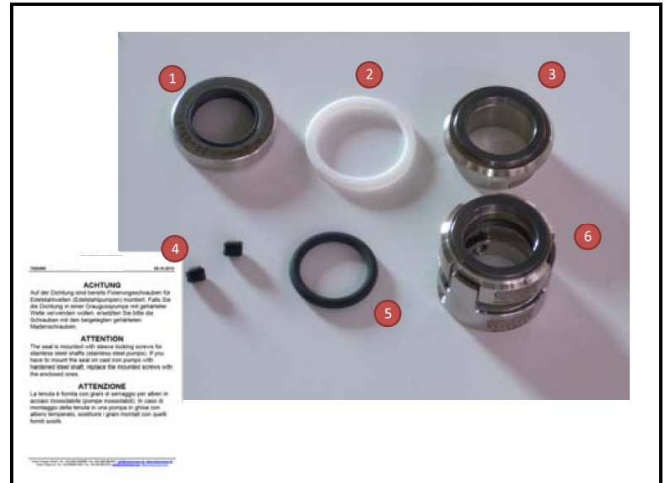 1
2
3
4
5
6
05.10.2012
ACHTUNG
Auf der Dichtung sind bereits Fixierungsschrauben für
Edelstahlwellen (Edelstahlpumpen) montiert. Falls Sie
die Dichtung in einer Graugusspumpe mit gehärteter
Welle verwenden wollen, ersetzten Sie bitte die
Schrauben mit den beigelegten gehärteten
Madenschrauben.
ATTENTION
The seal is mounted with sleeve locking screws for
stainless steel shafts (stainless steel pumps). If you
have to mount the seal on cast iron pumps with
hardened steel shaft, replace the mounted screws with
the enclosed ones.
ATTENZIONE
La tenuta è fornita con grani di serraggio per alberi in
acciaio inossidabile (pompe inossidabili). In caso di
montaggio della tenuta in una pompa in ghisa con
albero temperato, sostituire i grani montati con quelli
forniti sciolti.